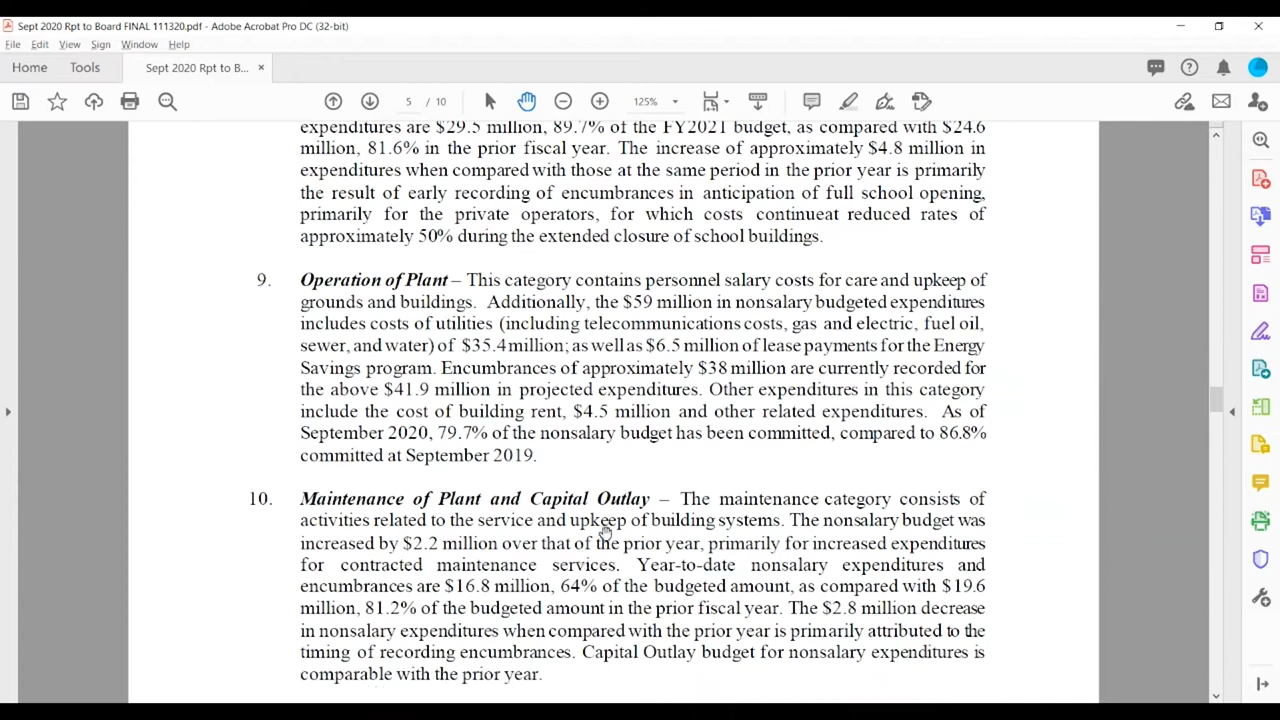 Sept 2020 Rpt to Board FINAL 111320.pdf - Adobe Acrobat Pro DC (32-bit)
File Edit View Sign Window Help
Home Tools Sept 2020 Rpt to B... ×
5 / 10 125%
expenditures are $29.5 million, 89.7% of the FY2021 budget, as compared with $24.6
million, 81.6% in the prior fiscal year. The increase of approximately $4.8 million in
expenditures when compared with those at the same period in the prior year is primarily
the result of early recording of encumbrances in anticipation of full school opening,
primarily for the private operators, for which costs continueat reduced rates of
approximately 50% during the extended closure of school buildings.
9. Operation of Plant – This category contains personnel salary costs for care and upkeep of
grounds and buildings. Additionally, the $59 million in nonsalary budgeted expenditures
includes costs of utilities (including telecommunications costs, gas and electric, fuel oil,
sewer, and water) of $35.4 million; as well as $6.5 million of lease payments for the Energy
Savings program. Encumbrances of approximately $38 million are currently recorded for
the above $41.9 million in projected expenditures. Other expenditures in this category
include the cost of building rent, $4.5 million and other related expenditures. As of
September 2020, 79.7% of the nonsalary budget has been committed, compared to 86.8%
committed at September 2019.
10. Maintenance of Plant and Capital Outlay – The maintenance category consists of
activities related to the service and upkeep of building systems. The nonsalary budget was
increased by $2.2 million over that of the prior year, primarily for increased expenditures
for contracted maintenance services. Year-to-date nonsalary expenditures and
encumbrances are $16.8 million, 64% of the budgeted amount, as compared with $19.6
million, 81.2% of the budgeted amount in the prior fiscal year. The $2.8 million decrease
in nonsalary expenditures when compared with the prior year is primarily attributed to the
timing of recording encumbrances. Capital Outlay budget for nonsalary expenditures is
comparable with the prior year.